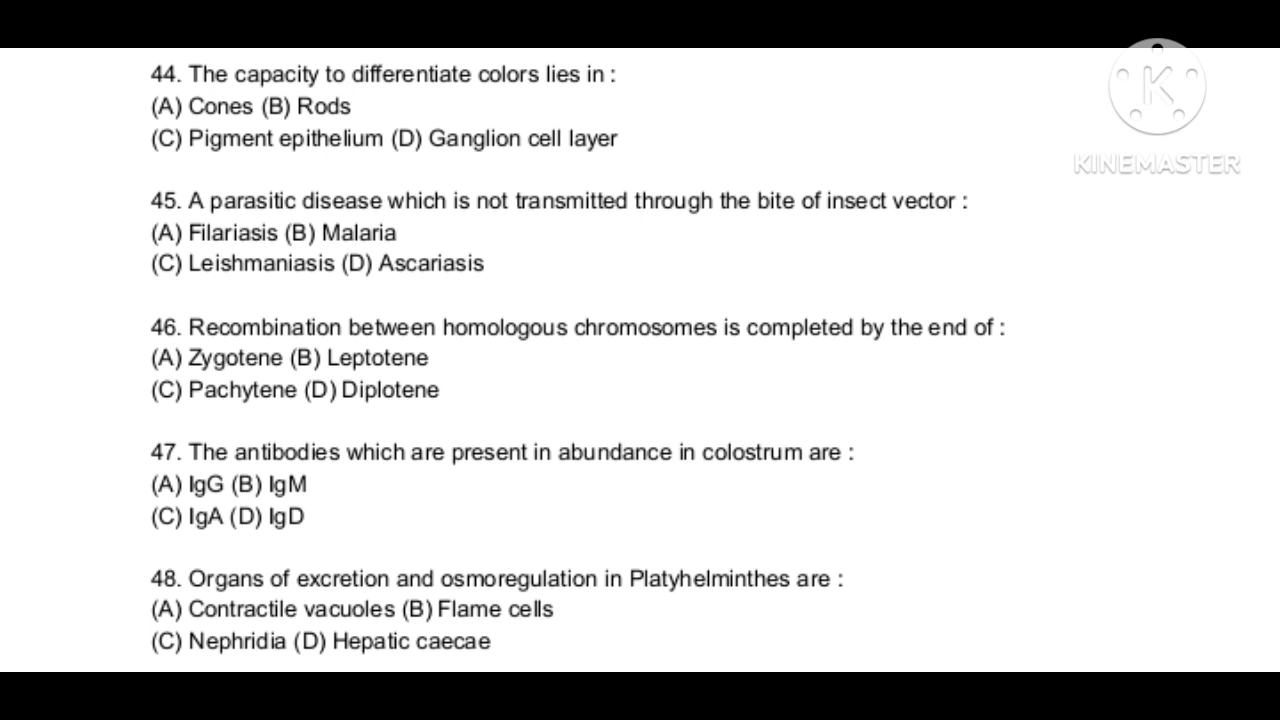 44. The capacity to differentiate colors lies in :
(A) Cones (B) Rods
(C) Pigment epithelium (D) Ganglion cell layer
KINEMASTER
45. A parasitic disease which is not transmitted through the bite of insect vector :
(A) Filariasis (B) Malaria
(C) Leishmaniasis (D) Ascariasis
46. Recombination between homologous chromosomes is completed by the end of :
(A) Zygotene (B) Leptotene
(C) Pachytene (D) Diplotene
47. The antibodies which are present in abundance in colostrum are :
(A) IgG (B) IgM
(C) IgA (D) IgD
48. Organs of excretion and osmoregulation in Platyhelminthes are :
(A) Contractile vacuoles (B) Flame cells
(C) Nephridia (D) Hepatic caecae